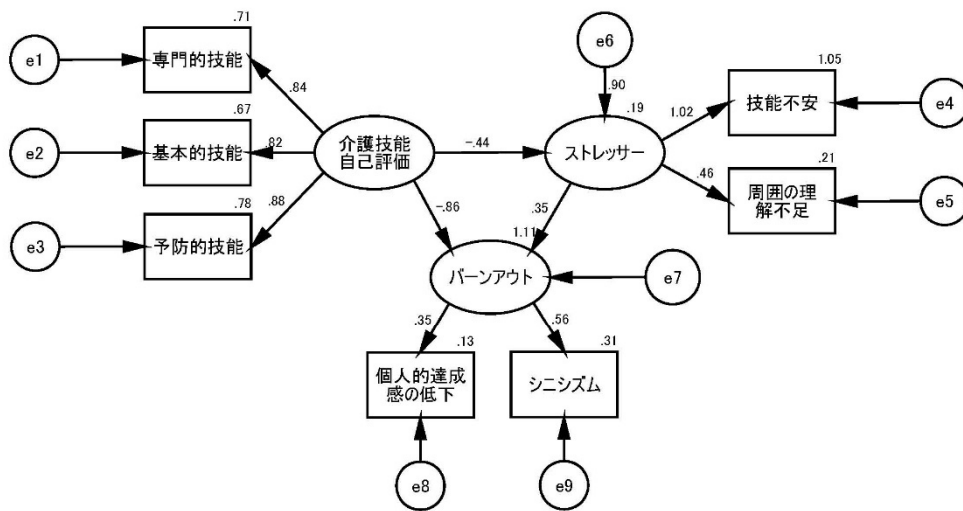 .71
e1
専門的技能
.84
e6
.90
1.05
技能不安
e4
.67
e2
基本的技能
.82
介護技能
自己評価
-.44
.19
ストレッサー
1.02
.46
.21
周囲の理
解不足
e5
.78
e3
予防的技能
.88
-.86
.35
1.11
バーンアウト
e7
.35
.56
.13
個人的達成
感の低下
.31
シニシズム
e8
e9